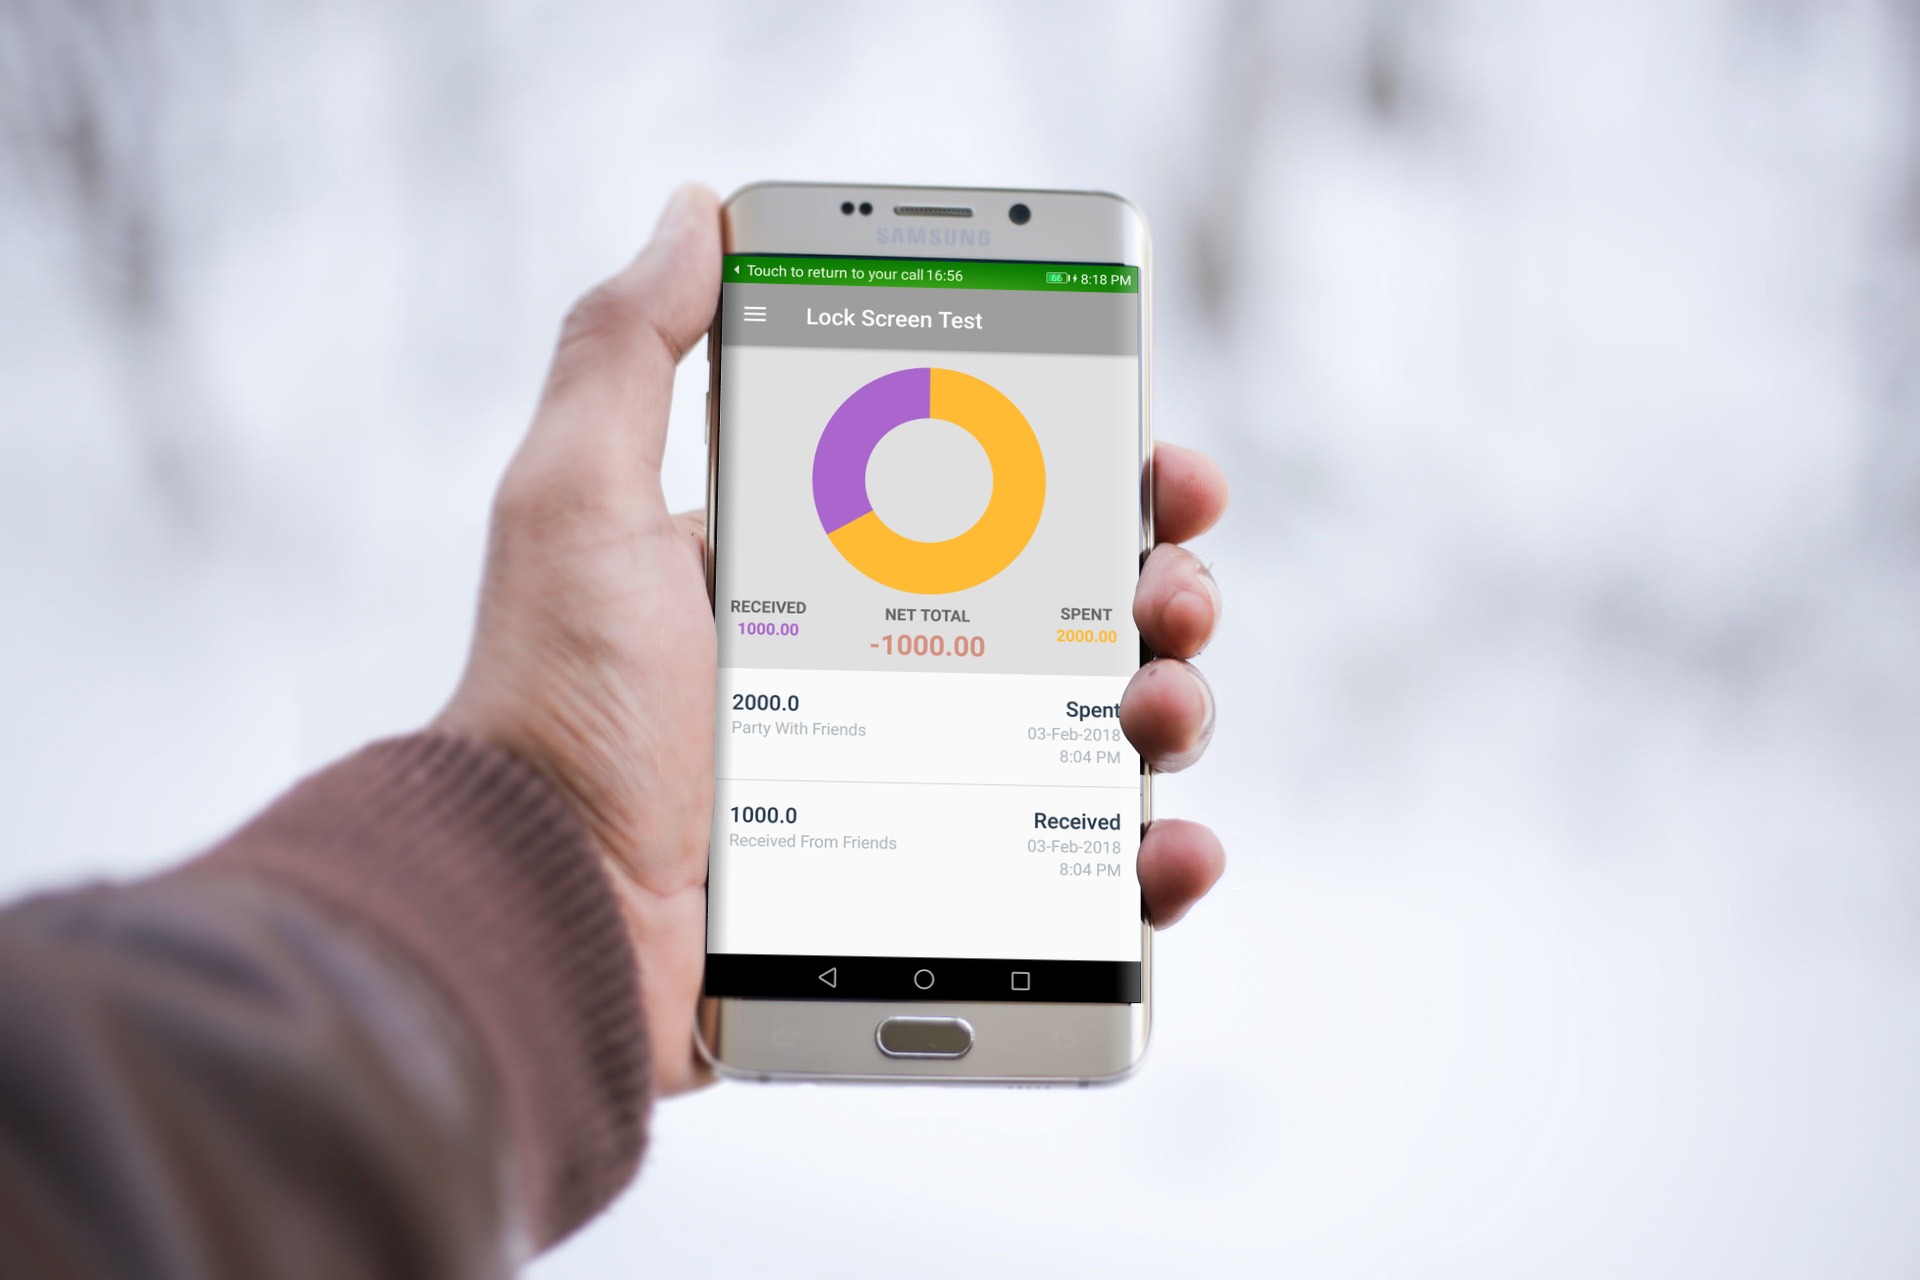 SAMSUNG
Touch to return to your call 16:56 66 8:18 PM
Lock Screen Test
RECEIVED NET TOTAL SPENT
1000.00 -1000.00 2000.00
2000.0 Spent
Party With Friends 03-Feb-2018
8:04 PM
1000.0 Received
Received From Friends 03-Feb-2018
8:04 PM